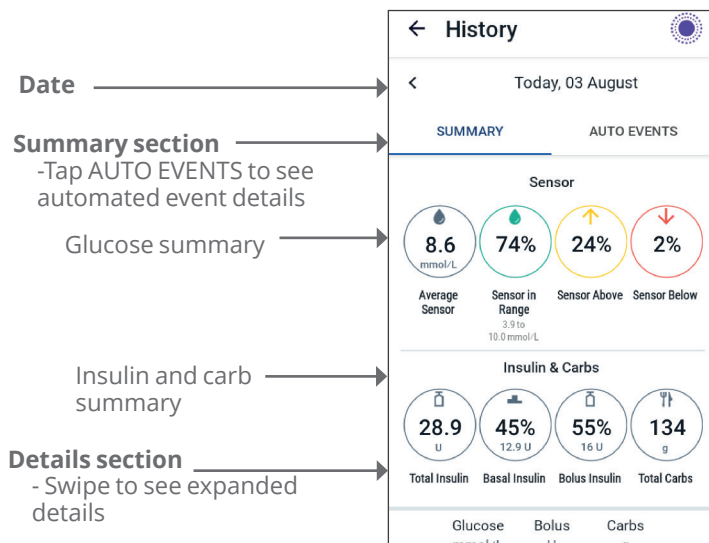 Date
Summary section
-Tap AUTO EVENTS to see
automated event details
Glucose summary
Insulin and carb
summary
Details section
- Swipe to see expanded
details
History
Today, 03 August
SUMMARY AUTO EVENTS
Sensor
8.6 74% 24% 2%
mmol/L
Average Sensor in Sensor Above Sensor Below
Sensor Range
3.9 to
10.0 mmol/L
Insulin & Carbs
28.9 45% 55% 134
U 12.9 U 16 U g
Total Insulin Basal Insulin Bolus Insulin Total Carbs
Glucose Bolus Carbs